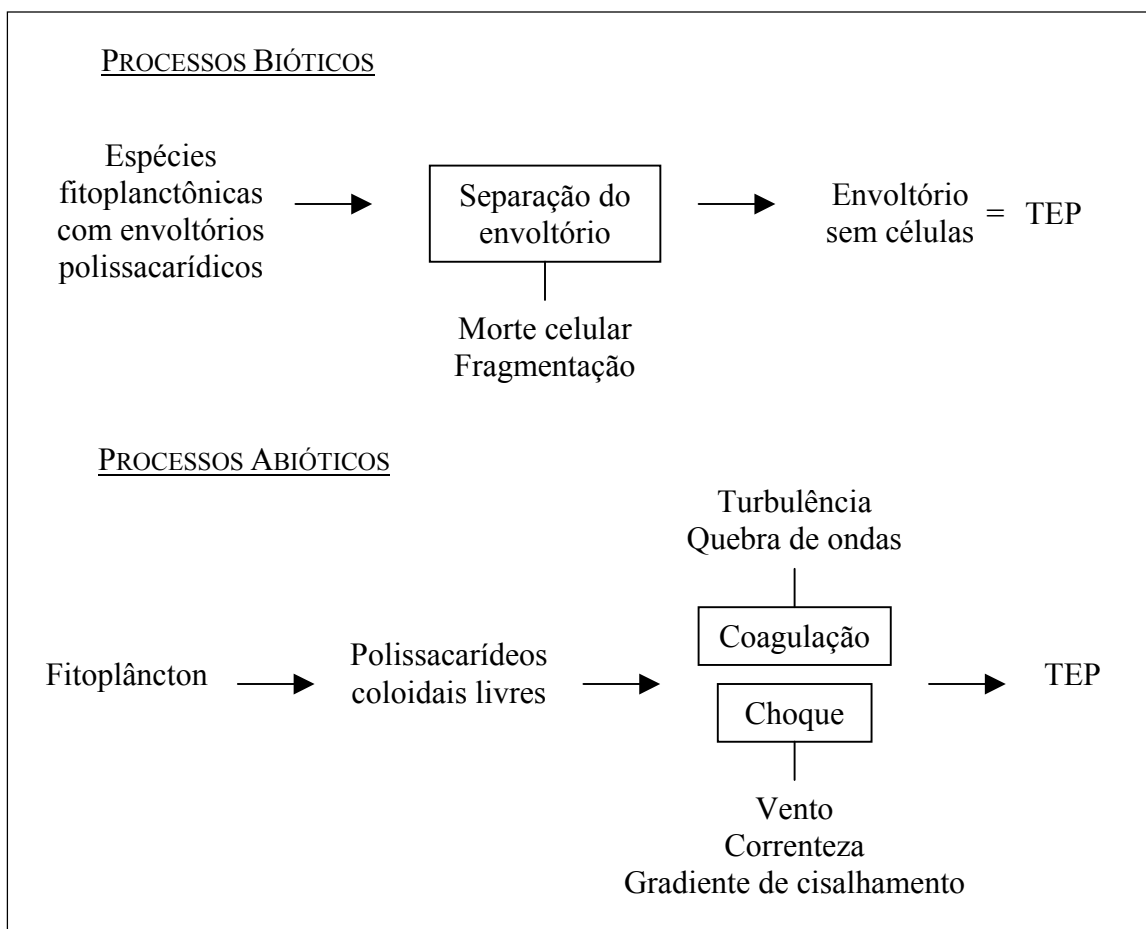 PROCESSOS BIÓTICOS
Espécies
fitoplanctônicas
com envoltórios
polissacarídicos
Separação do
envoltório
Morte celular
Fragmentação
Envoltório
sem células
= TEP
PROCESSOS ABIÓTICOS
Fitoplâncton
Polissacarídeos
coloidais livres
Turbulência
Quebra de ondas
Coagulação
Choque
Vento
Correnteza
Gradiente de cisalhamento
TEP